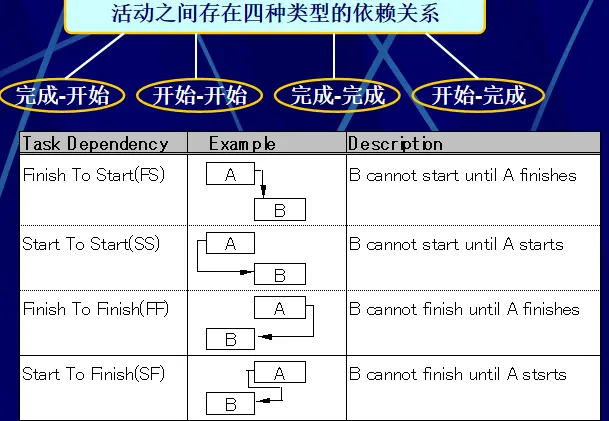 活动之间存在四种类型的依赖关系
完成-开始 开始-开始 完成-完成 开始-完成
Task Dependency Example Description
Finish To Start(FS) A B cannot start until A finishes
B
Start To Start(SS) A B cannot start until A starts
B
Finish To Finish(FF) A B cannot finish until A finishes
B
Start To Finish(SF) A B cannot finish until A stsrts
B